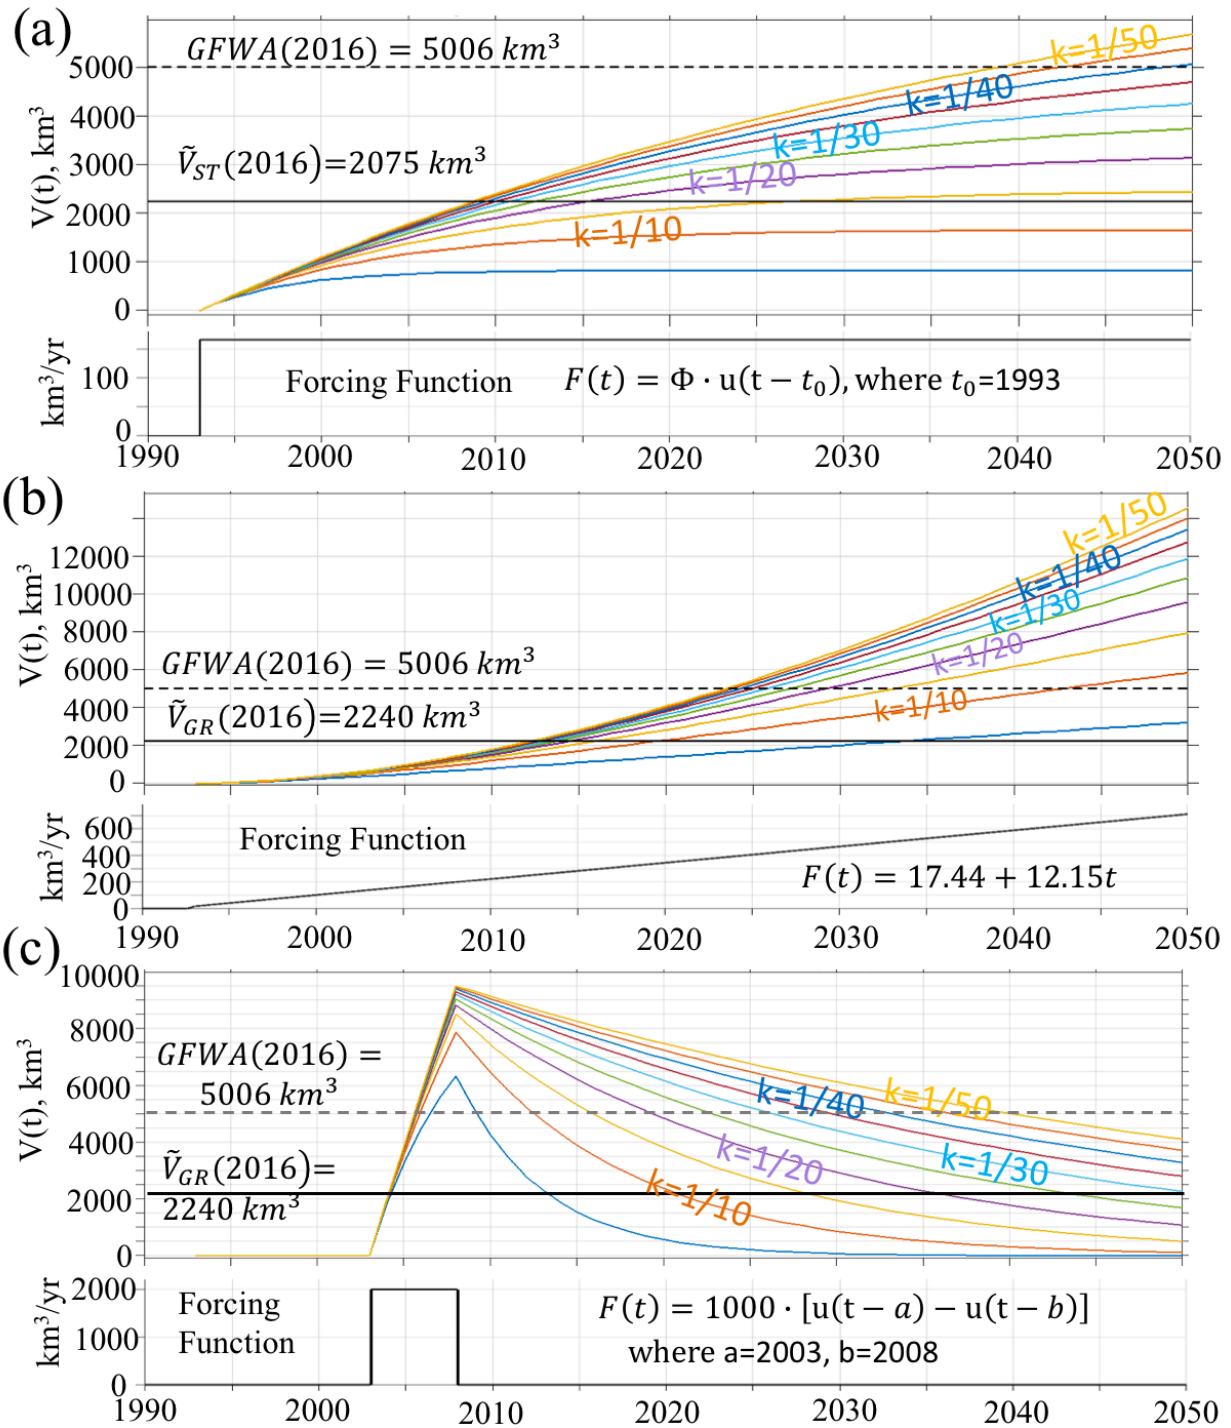 (a)
GFWA(2016) = 5006 km³
k=1/50
5000
k=1/40
4000
k=1/30
Ṽ_ST(2016)=2075 km³
3000
k=1/20
2000
k=1/10
1000
0
V(t), km³
100
0
km³/yr
Forcing Function F(t) = Φ · u(t − t₀), where t₀=1993
1990 2000 2010 2020 2030 2040 2050
(b)
k=1/50
12000
k=1/40
10000
k=1/30
8000
k=1/20
GFWA(2016) = 5006 km³
6000
k=1/10
Ṽ_GR(2016)=2240 km³
4000
2000
0
V(t), km³
600
400
200
0
km³/yr
Forcing Function
F(t) = 17.44 + 12.15t
1990 2000 2010 2020 2030 2040 2050
(c)
10000
8000
GFWA(2016) =
5006 km³
6000
k=1/40 k=1/50
4000
Ṽ_GR(2016)=
k=1/20 k=1/30
2000
2240 km³
k=1/10
0
V(t), km³
2000
1000
0
km³/yr
Forcing
Function
F(t) = 1000 · [u(t − a) − u(t − b)]
where a=2003, b=2008
1990 2000 2010 2020 2030 2040 2050